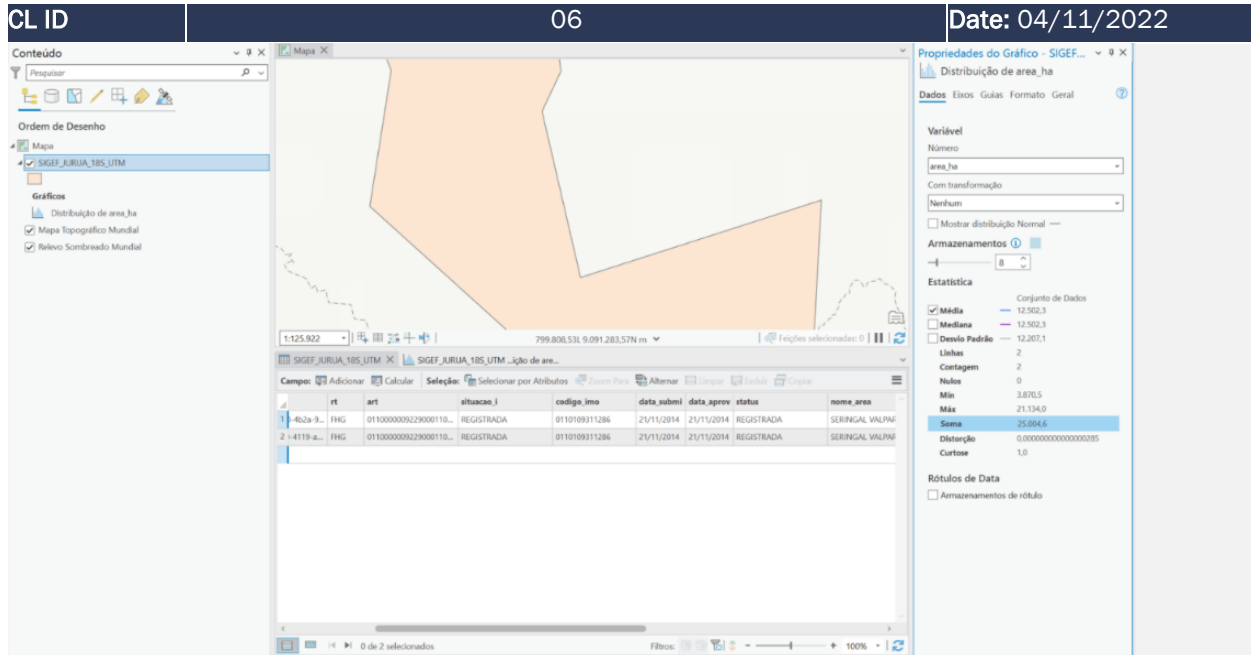 CL ID 06 Date: 04/11/2022
Conteúdo
Pesquisar
Ordem de Desenho
Mapa
SIGEF_JURUA_18S_UTM
Gráficos
Distribuição de area_ha
Mapa Topográfico Mundial
Relevo Sombreado Mundial
Mapa
1:125.922 799.808,53L 9.091.283,57N m Feições selecionadas: 0
SIGEF_JURUA_18S_UTM SIGEF_JURUA_18S_UTM ...ição de are...
Campo: Adicionar Calcular Seleção: Selecionar por Atributos Zoom Para Alternar Limpar Excluir Copiar
rt art situacao_i codigo_imo data_submi data_aprov status nome_area
1 -4b2a-9... FHG 0110000009229000110... REGISTRADA 0110109311286 21/11/2014 21/11/2014 REGISTRADA SERINGAL VALPAR
2 -4119-a... FHG 0110000009229000110... REGISTRADA 0110109311286 21/11/2014 21/11/2014 REGISTRADA SERINGAL VALPAR
0 de 2 selecionados Filtros: 100%
Propriedades do Gráfico - SIGEF...
Distribuição de area_ha
Dados Eixos Guias Formato Geral
Variável
Número
area_ha
Com transformação
Nenhum
Mostrar distribuição Normal
Armazenamentos
8
Estatística
Conjunto de Dados
Média 12.502,3
Mediana 12.502,3
Desvio Padrão 12.207,1
Linhas 2
Contagem 2
Nulos 0
Mín 3.870,5
Máx 21.134,0
Soma 25.004,6
Distorção 0,000000000000000285
Curtose 1,0
Rótulos de Data
Armazenamentos de rótulo